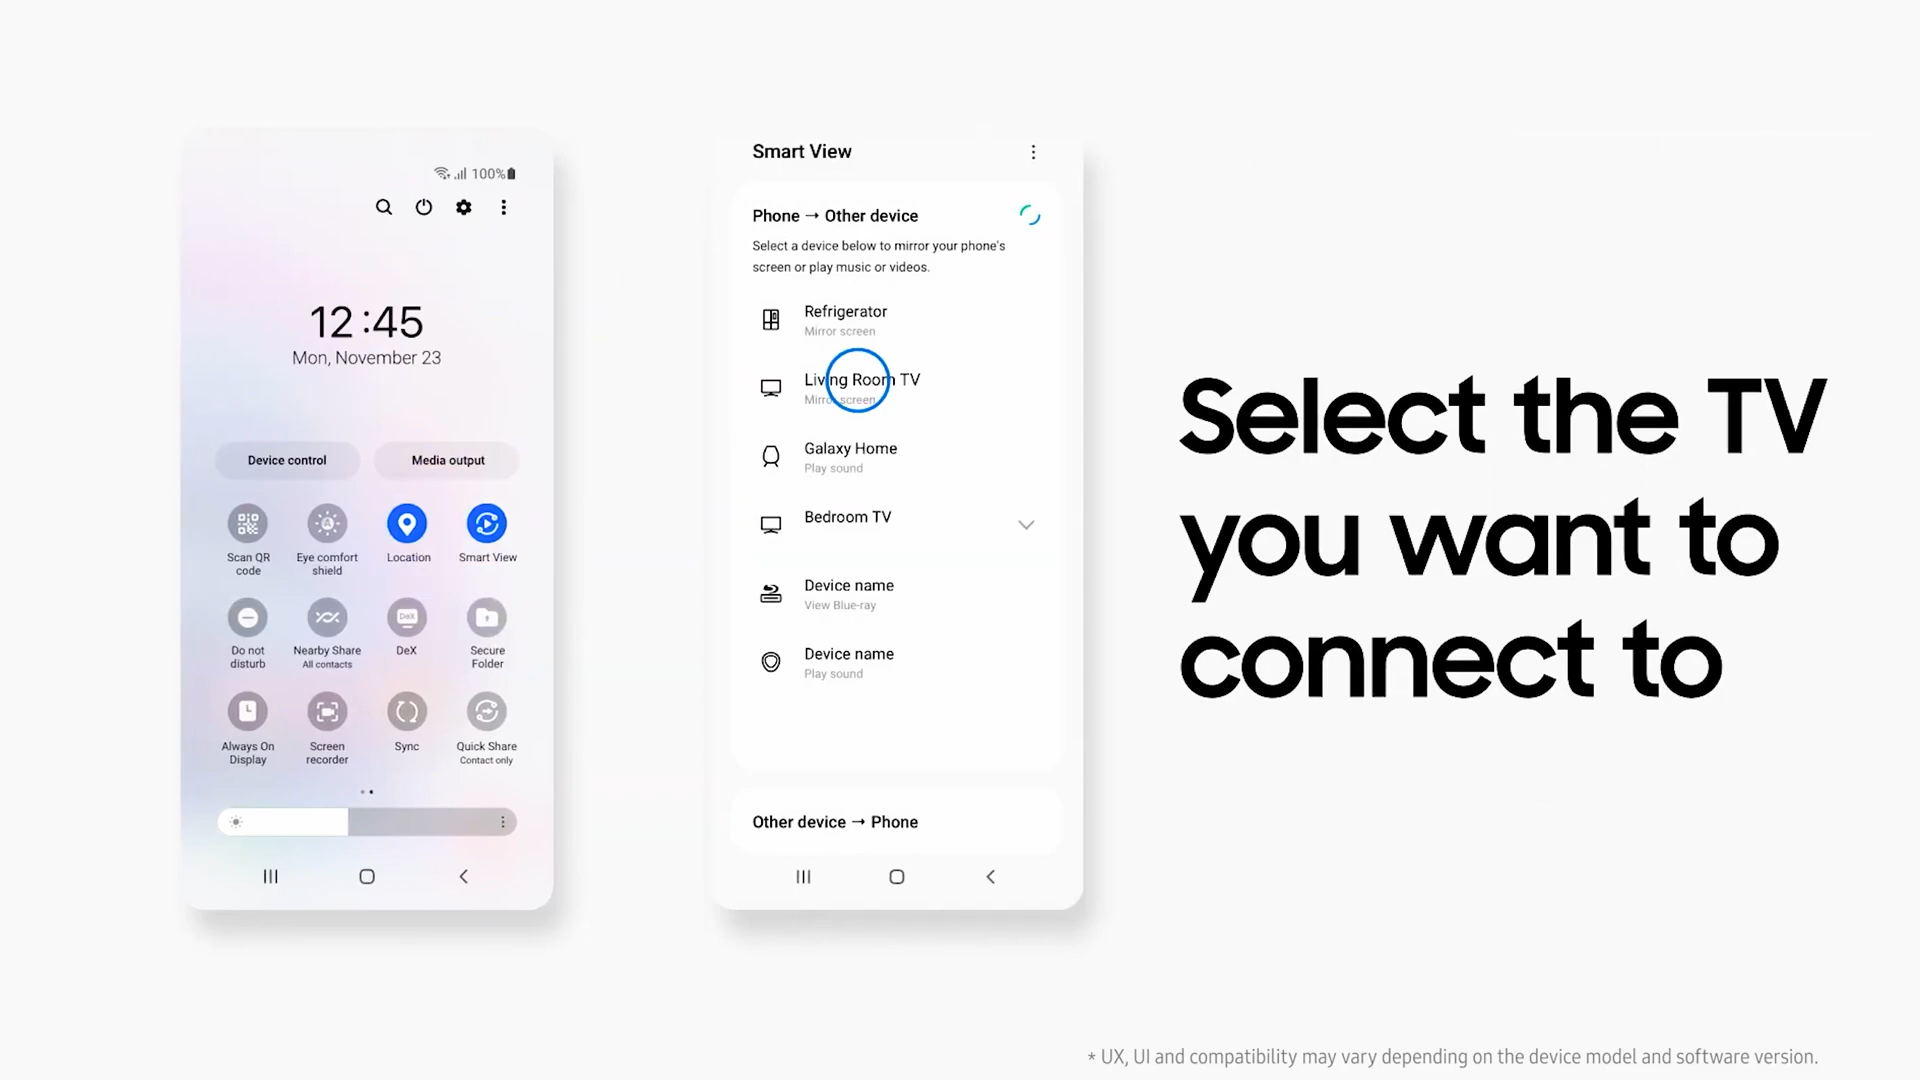 100%
12:45
Mon, November 23
Device control
Media output
Scan QR
code
Eye comfort
shield
Location
Smart View
Do not
disturb
Nearby Share
All contacts
DeX
DeX
Secure
Folder
Always On
Display
Screen
recorder
Sync
Quick Share
Contact only
Smart View
Phone → Other device
Select a device below to mirror your phone's
screen or play music or videos.
Refrigerator
Mirror screen
Living Room TV
Mirror screen
Galaxy Home
Play sound
Bedroom TV
Device name
View Blue-ray
Device name
Play sound
Other device → Phone
Select the TV
you want to
connect to
* UX, UI and compatibility may vary depending on the device model and software version.